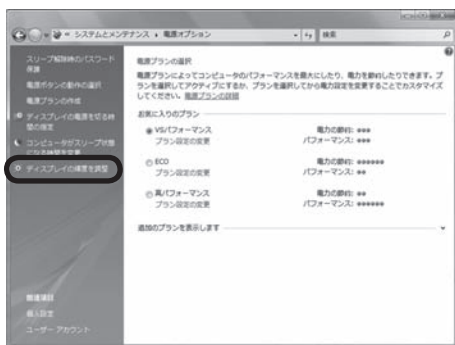 システムとメンテナンス ▸ 電源オプション
検索
スリープ解除時のパスワード
保護
電源ボタンの動作の選択
電源プランの作成
ディスプレイの電源を切る時
間の指定
コンピュータがスリープ状態
になる時間を変更
ディスプレイの輝度を調整
関連項目
個人設定
ユーザー アカウント
電源プランの選択
電源プランによってコンピュータのパフォーマンスを最大にしたり、電力を節約したりできます。プ
ランを選択してアクティブにするか、プランを選択してから電力設定を変更することでカスタマイズ
してください。電源プランの詳細
お気に入りのプラン
VSパフォーマンス 電力の節約:
プラン設定の変更 パフォーマンス:
ECO 電力の節約:
プラン設定の変更 パフォーマンス:
高パフォーマンス 電力の節約:
プラン設定の変更 パフォーマンス:
追加のプランを表示します